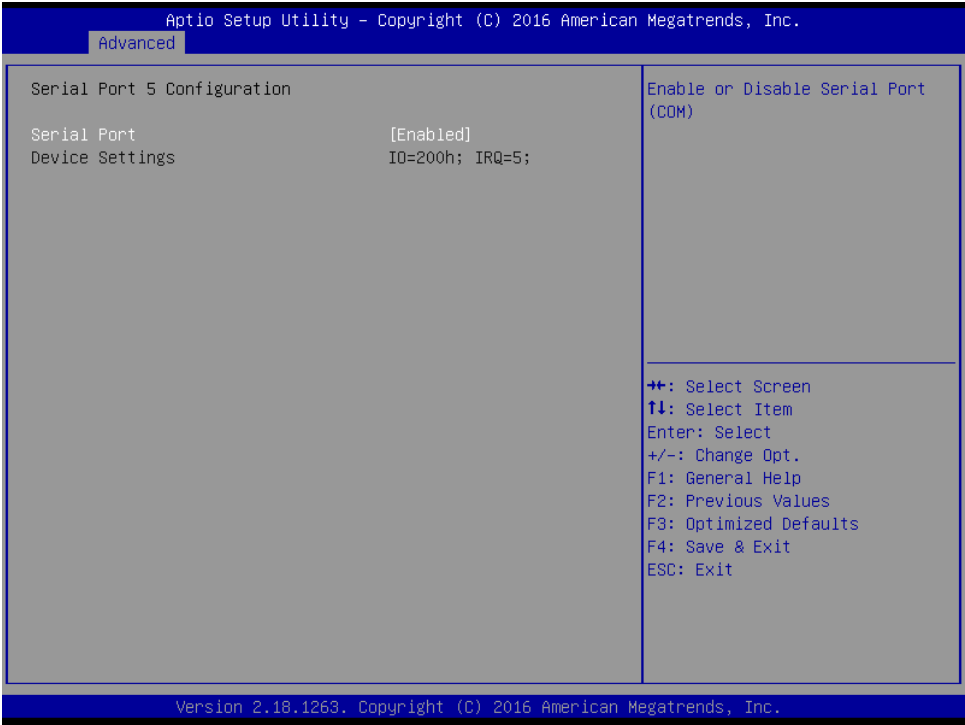 Aptio Setup Utility – Copyright (C) 2016 American Megatrends, Inc.
Advanced
Serial Port 5 Configuration
Serial Port [Enabled]
Device Settings IO=200h; IRQ=5;
Enable or Disable Serial Port
(COM)
→←: Select Screen
↑↓: Select Item
Enter: Select
+/-: Change Opt.
F1: General Help
F2: Previous Values
F3: Optimized Defaults
F4: Save & Exit
ESC: Exit
Version 2.18.1263. Copyright (C) 2016 American Megatrends, Inc.